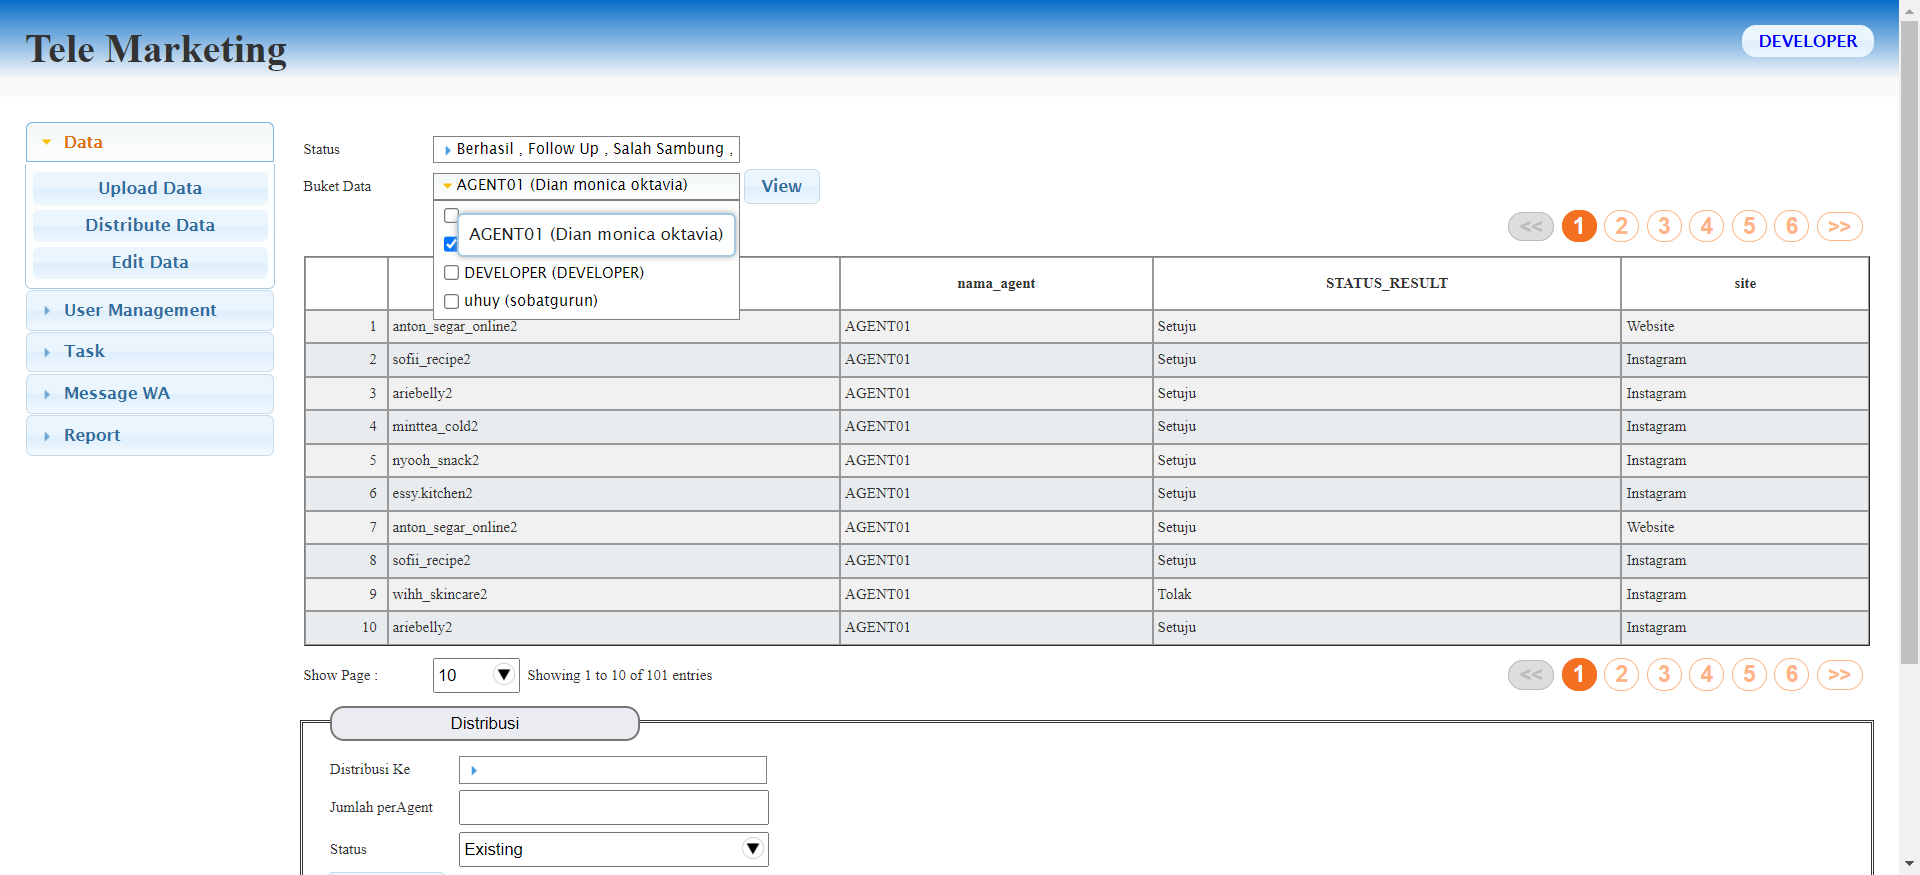 Tele Marketing
DEVELOPER
Data
Upload Data
Distribute Data
Edit Data
User Management
Task
Message WA
Report
Status
Berhasil , Follow Up , Salah Sambung ,
Buket Data
AGENT01 (Dian monica oktavia)
View
AGENT01 (Dian monica oktavia)
DEVELOPER (DEVELOPER)
uhuy (sobatgurun)
<< 1 2 3 4 5 6 >>
nama_agent STATUS_RESULT site
1 anton_segar_online2 AGENT01 Setuju Website
2 sofii_recipe2 AGENT01 Setuju Instagram
3 ariebelly2 AGENT01 Setuju Instagram
4 minttea_cold2 AGENT01 Setuju Instagram
5 nyooh_snack2 AGENT01 Setuju Instagram
6 essy.kitchen2 AGENT01 Setuju Instagram
7 anton_segar_online2 AGENT01 Setuju Website
8 sofii_recipe2 AGENT01 Setuju Instagram
9 wihh_skincare2 AGENT01 Tolak Instagram
10 ariebelly2 AGENT01 Setuju Instagram
Show Page : 10 Showing 1 to 10 of 101 entries
<< 1 2 3 4 5 6 >>
Distribusi
Distribusi Ke
Jumlah perAgent
Status Existing